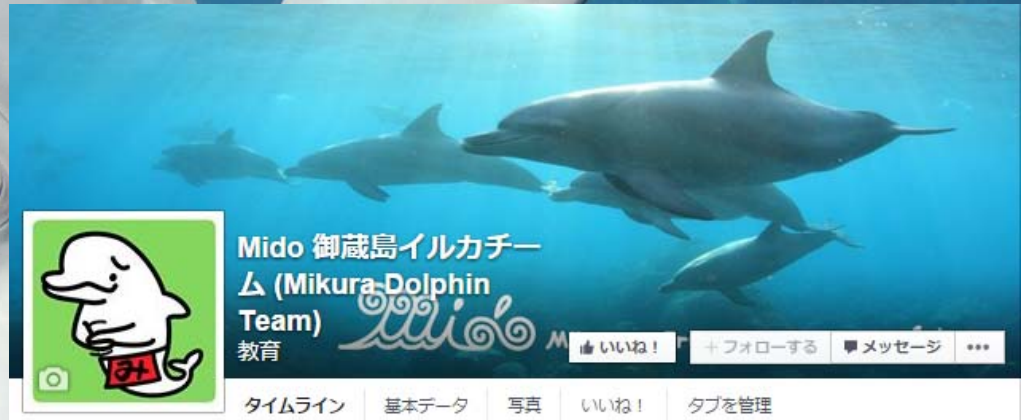 Mido 御蔵島イルカチー
ム (Mikura Dolphin
Team)
教育
Mido
み
いいね！
+フォローする
メッセージ
タイムライン
基本データ
写真
いいね！
タブを管理